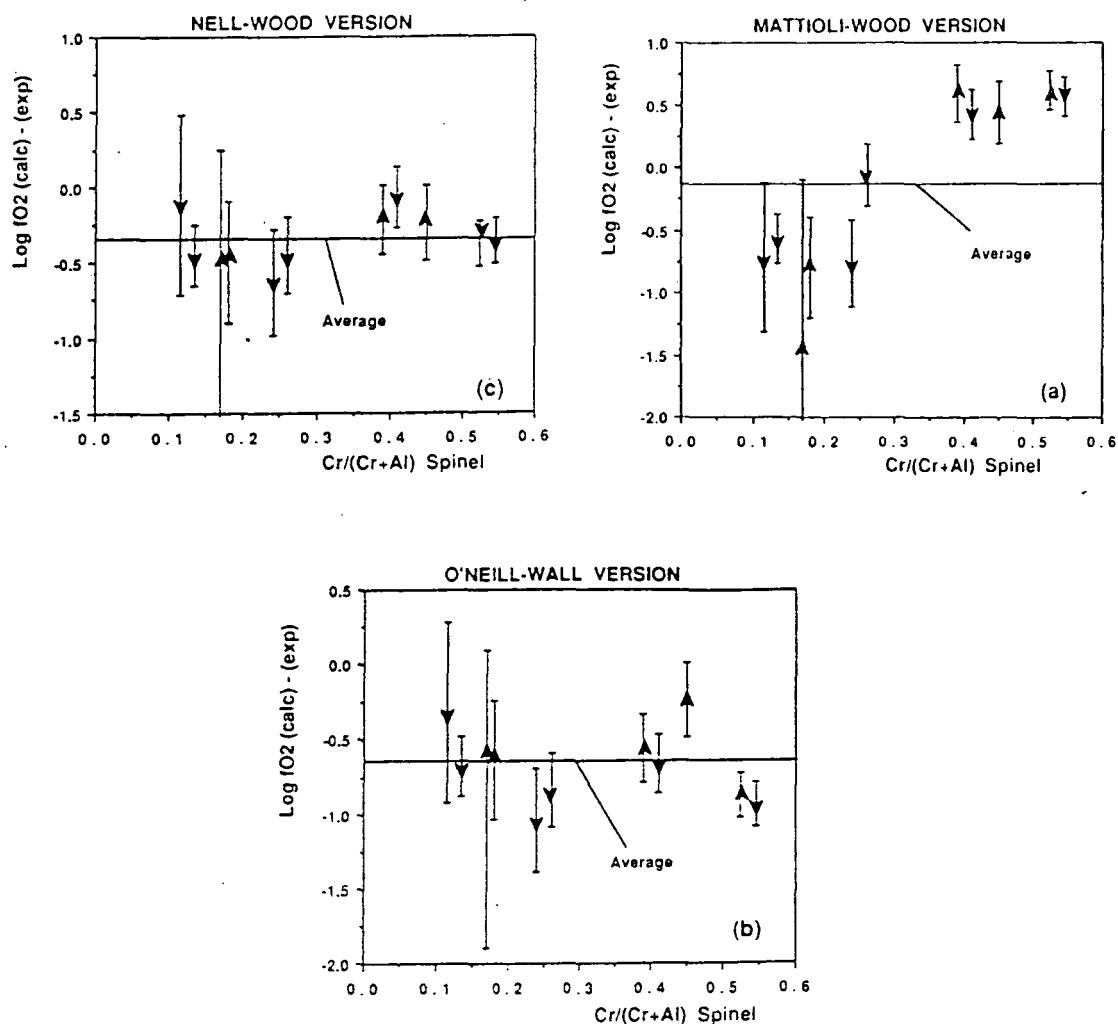 NELL-WOOD VERSION
Log fO2 (calc) - (exp)
1.0
0.5
0.0
-0.5
-1.0
-1.5
Average
(c)
0.0 0.1 0.2 0.3 0.4 0.5 0.6
Cr/(Cr+Al) Spinel
MATTIOLI-WOOD VERSION
Log fO2 (calc) - (exp)
1.0
0.5
0.0
-0.5
-1.0
-1.5
-2.0
Average
(a)
0.0 0.1 0.2 0.3 0.4 0.5 0.6
Cr/(Cr+Al) Spinel
O'NEILL-WALL VERSION
Log fO2 (calc) - (exp)
0.5
0.0
-0.5
-1.0
-1.5
-2.0
Average
(b)
0.0 0.1 0.2 0.3 0.4 0.5 0.6
Cr/(Cr+Al) Spinel